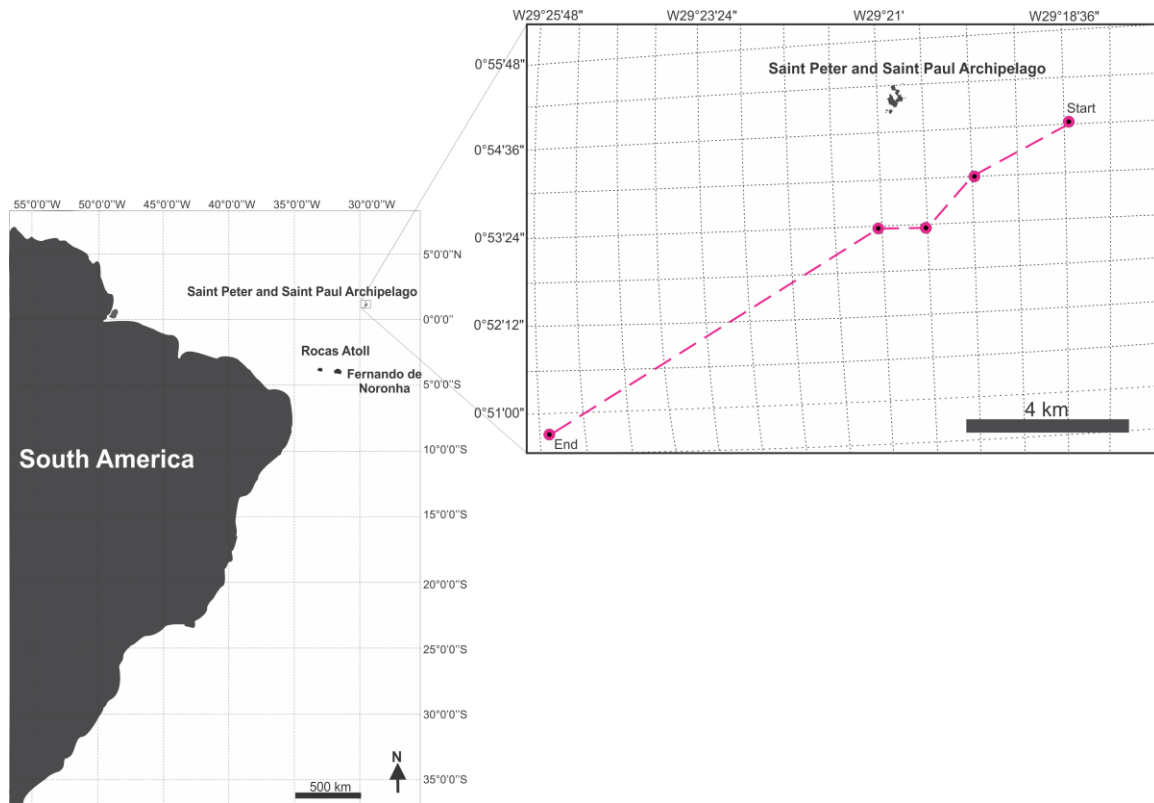 W29°25'48" W29°23'24" W29°21' W29°18'36"
0°55'48"
Saint Peter and Saint Paul Archipelago
Start
0°54'36"
0°53'24"
0°52'12"
0°51'00"
4 km
End
55°0'0"W 50°0'0"W 45°0'0"W 40°0'0"W 35°0'0"W 30°0'0"W
5°0'0"N
Saint Peter and Saint Paul Archipelago
0°0'0"
Rocas Atoll
Fernando de
Noronha
5°0'0"S
10°0'0"S
South America
15°0'0"S
20°0'0"S
25°0'0"S
30°0'0"S
N
35°0'0"S
500 km